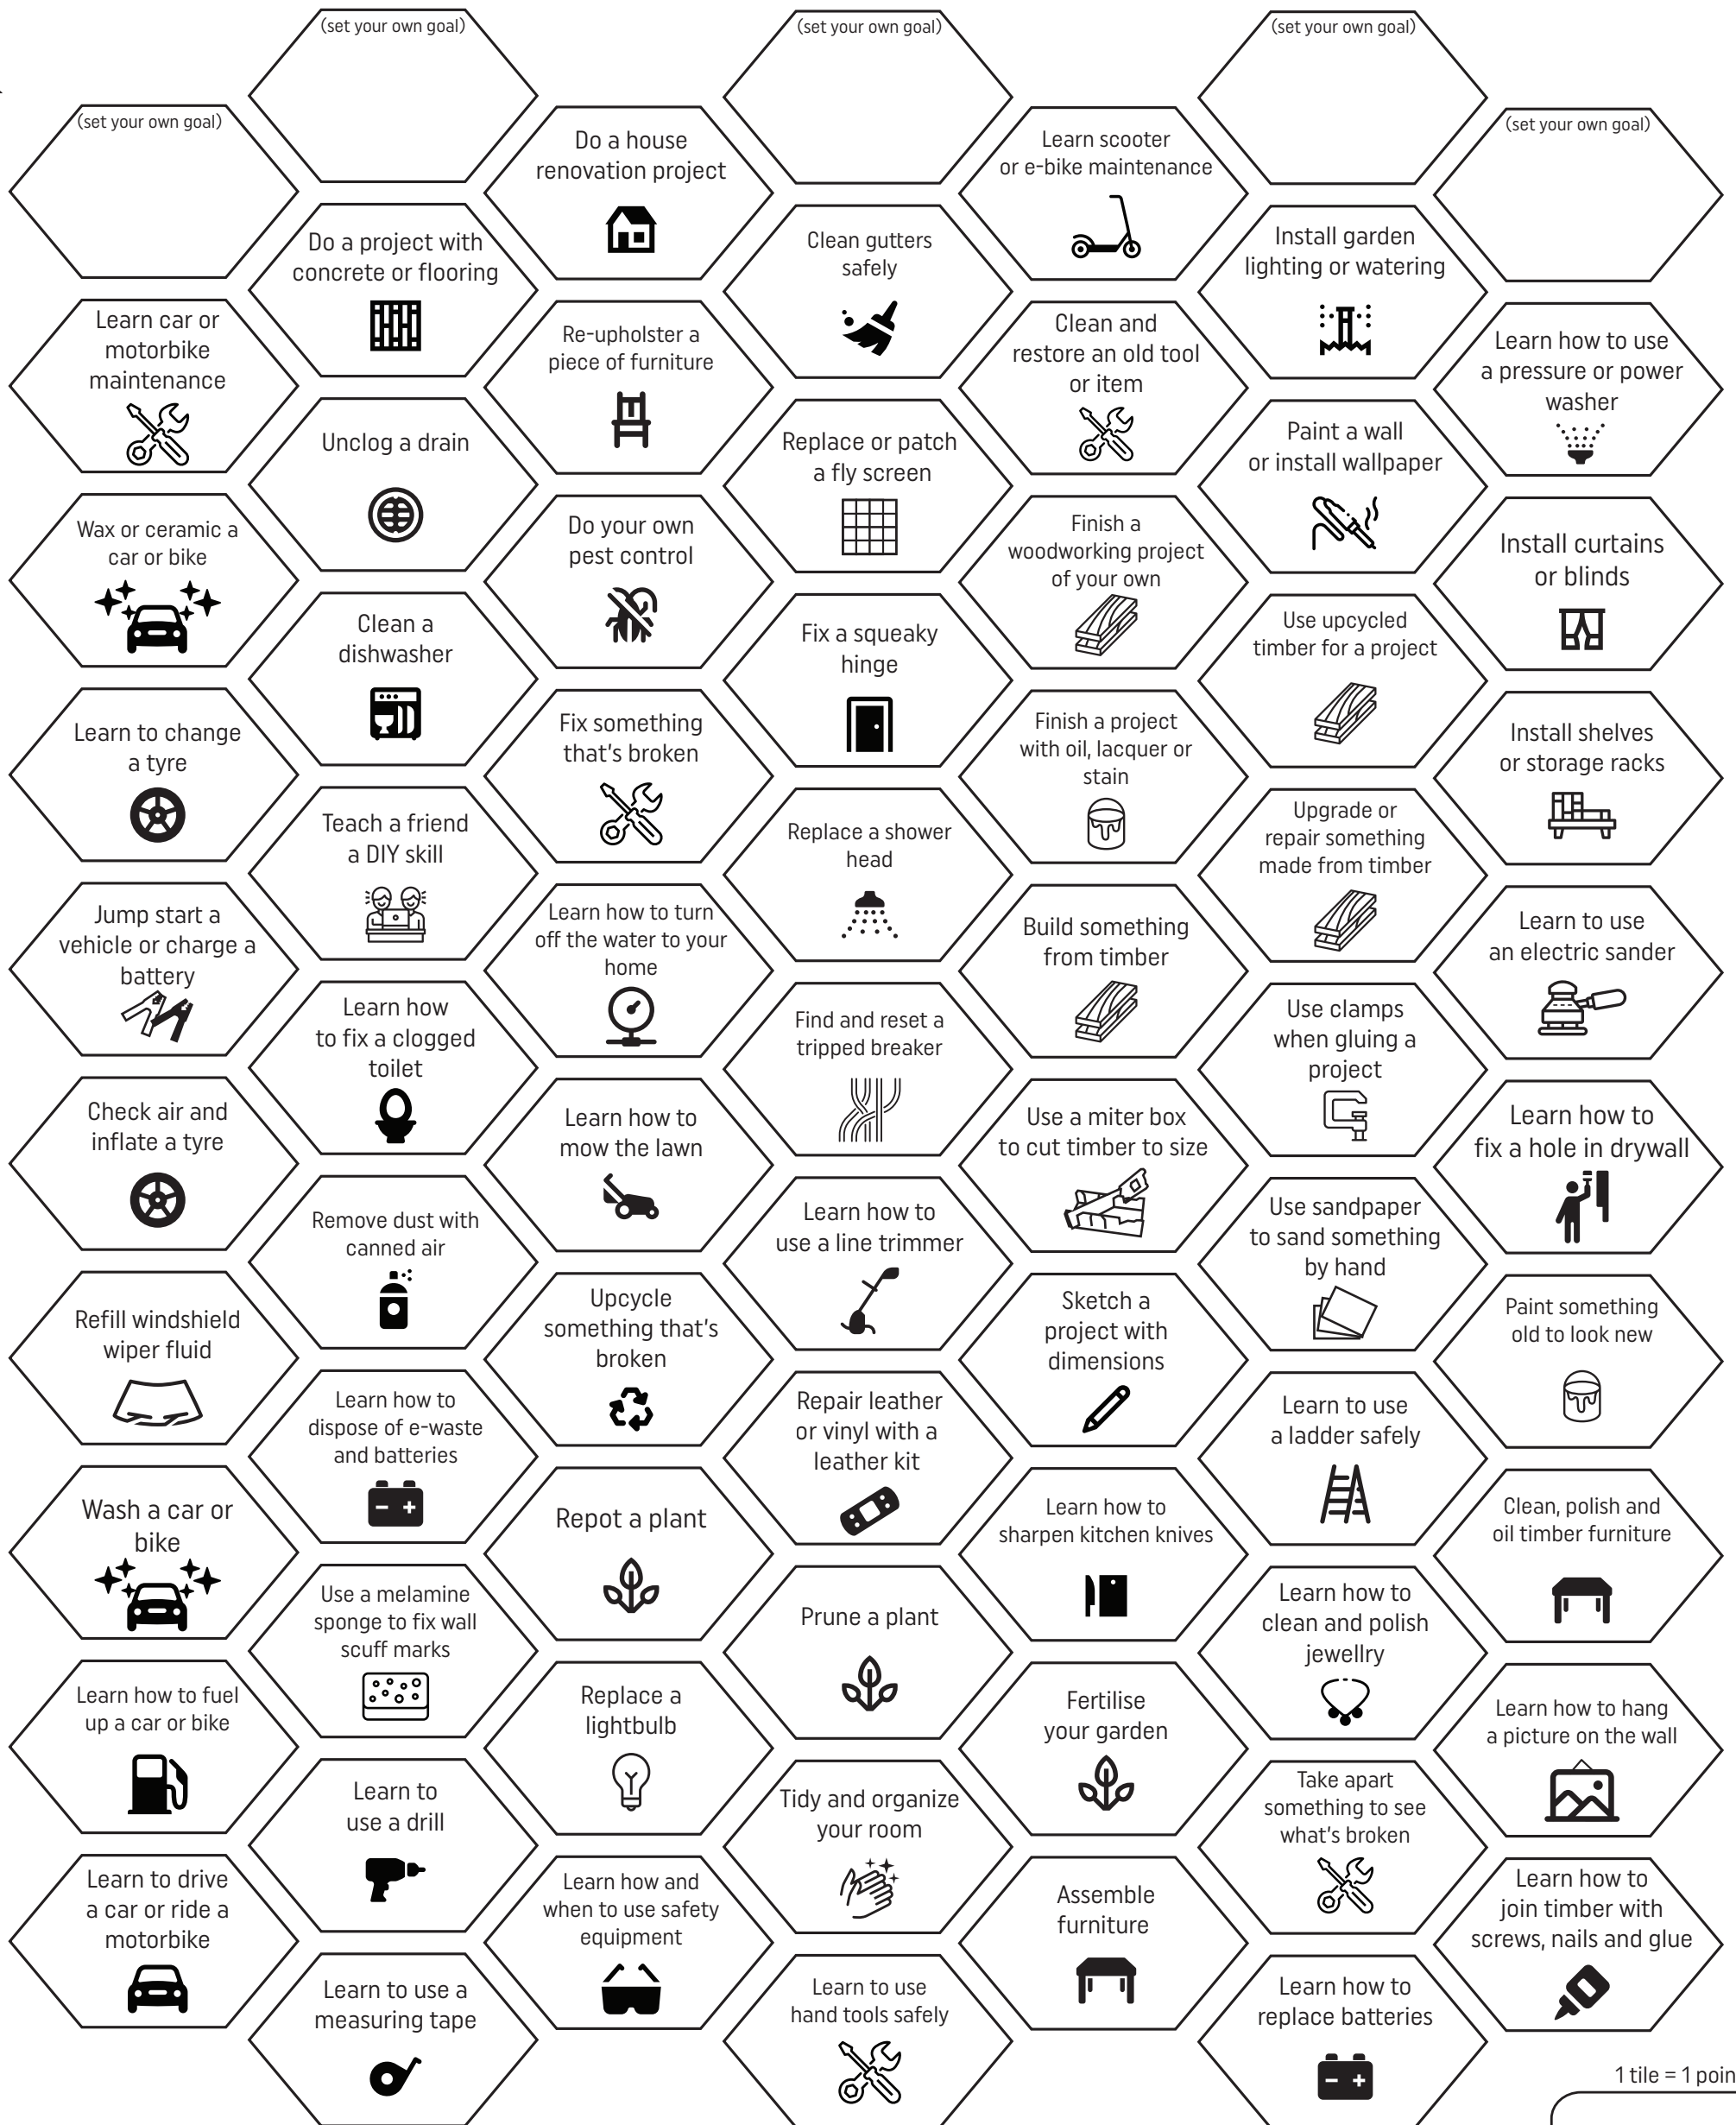 (set your own goal)
(set your own goal)
(set your own goal)
(set your own goal)
Do a house
renovation project
Learn scooter
or e-bike maintenance
(set your own goal)
Do a project with
concrete or flooring
Clean gutters
safely
Install garden
lighting or watering
Learn car or
motorbike
maintenance
Re-upholster a
piece of furniture
Clean and
restore an old tool
or item
Learn how to use
a pressure or power
washer
Unclog a drain
Replace or patch
a fly screen
Paint a wall
or install wallpaper
Wax or ceramic a
car or bike
Do your own
pest control
Finish a
woodworking project
of your own
Install curtains
or blinds
Clean a
dishwasher
Fix a squeaky
hinge
Use upcycled
timber for a project
Learn to change
a tyre
Fix something
that's broken
Finish a project
with oil, lacquer or
stain
Install shelves
or storage racks
Teach a friend
a DIY skill
Replace a shower
head
Upgrade or
repair something
made from timber
Jump start a
vehicle or charge a
battery
Learn how to turn
off the water to your
home
Build something
from timber
Learn to use
an electric sander
Learn how
to fix a clogged
toilet
Find and reset a
tripped breaker
Use clamps
when gluing a
project
Check air and
inflate a tyre
Learn how to
mow the lawn
Use a miter box
to cut timber to size
Learn how to
fix a hole in drywall
Remove dust with
canned air
Learn how to
use a line trimmer
Use sandpaper
to sand something
by hand
Refill windshield
wiper fluid
Upcycle
something that's
broken
Sketch a
project with
dimensions
Paint something
old to look new
Learn how to
dispose of e-waste
and batteries
Repair leather
or vinyl with a
leather kit
Learn to use
a ladder safely
Wash a car or
bike
Repot a plant
Learn how to
sharpen kitchen knives
Clean, polish and
oil timber furniture
Use a melamine
sponge to fix wall
scuff marks
Prune a plant
Learn how to
clean and polish
jewellry
Learn how to fuel
up a car or bike
Replace a
lightbulb
Fertilise
your garden
Learn how to hang
a picture on the wall
Learn to
use a drill
Tidy and organize
your room
Take apart
something to see
what's broken
Learn to drive
a car or ride a
motorbike
Learn how and
when to use safety
equipment
Assemble
furniture
Learn how to
join timber with
screws, nails and glue
Learn to use a
measuring tape
Learn to use
hand tools safely
Learn how to
replace batteries
1 tile = 1 poin